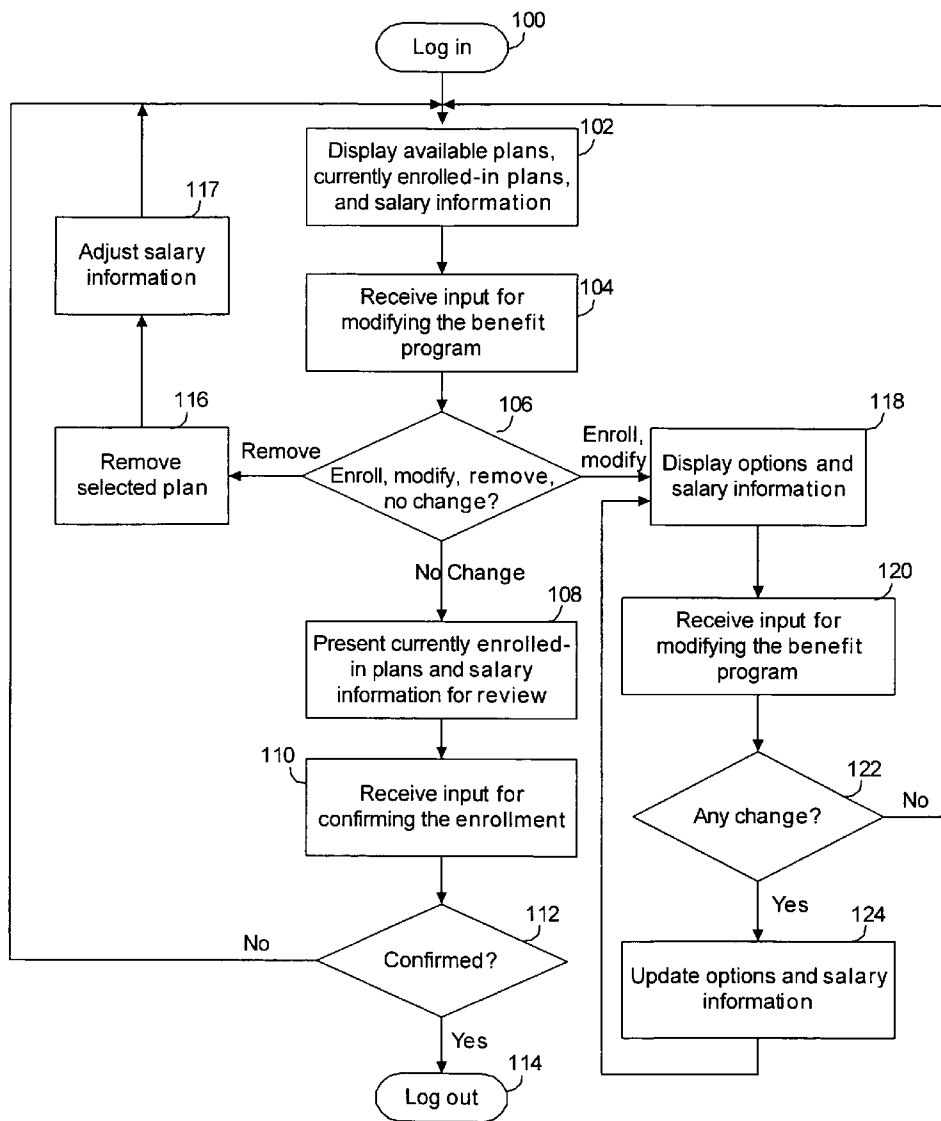 100
Log in
102
Display available plans,
currently enrolled-in plans,
and salary information
117
Adjust salary
information
104
Receive input for
modifying the benefit
program
106
116
118
Remove
Enroll,
modify
Remove
selected plan
Enroll, modify, remove,
no change?
Display options and
salary information
No Change
108
120
Present currently enrolled-
in plans and salary
information for review
Receive input for
modifying the benefit
program
110
Receive input for
confirming the enrollment
122
Any change?
No
Yes
112
124
No
Confirmed?
Update options and salary
information
Yes
114
Log out